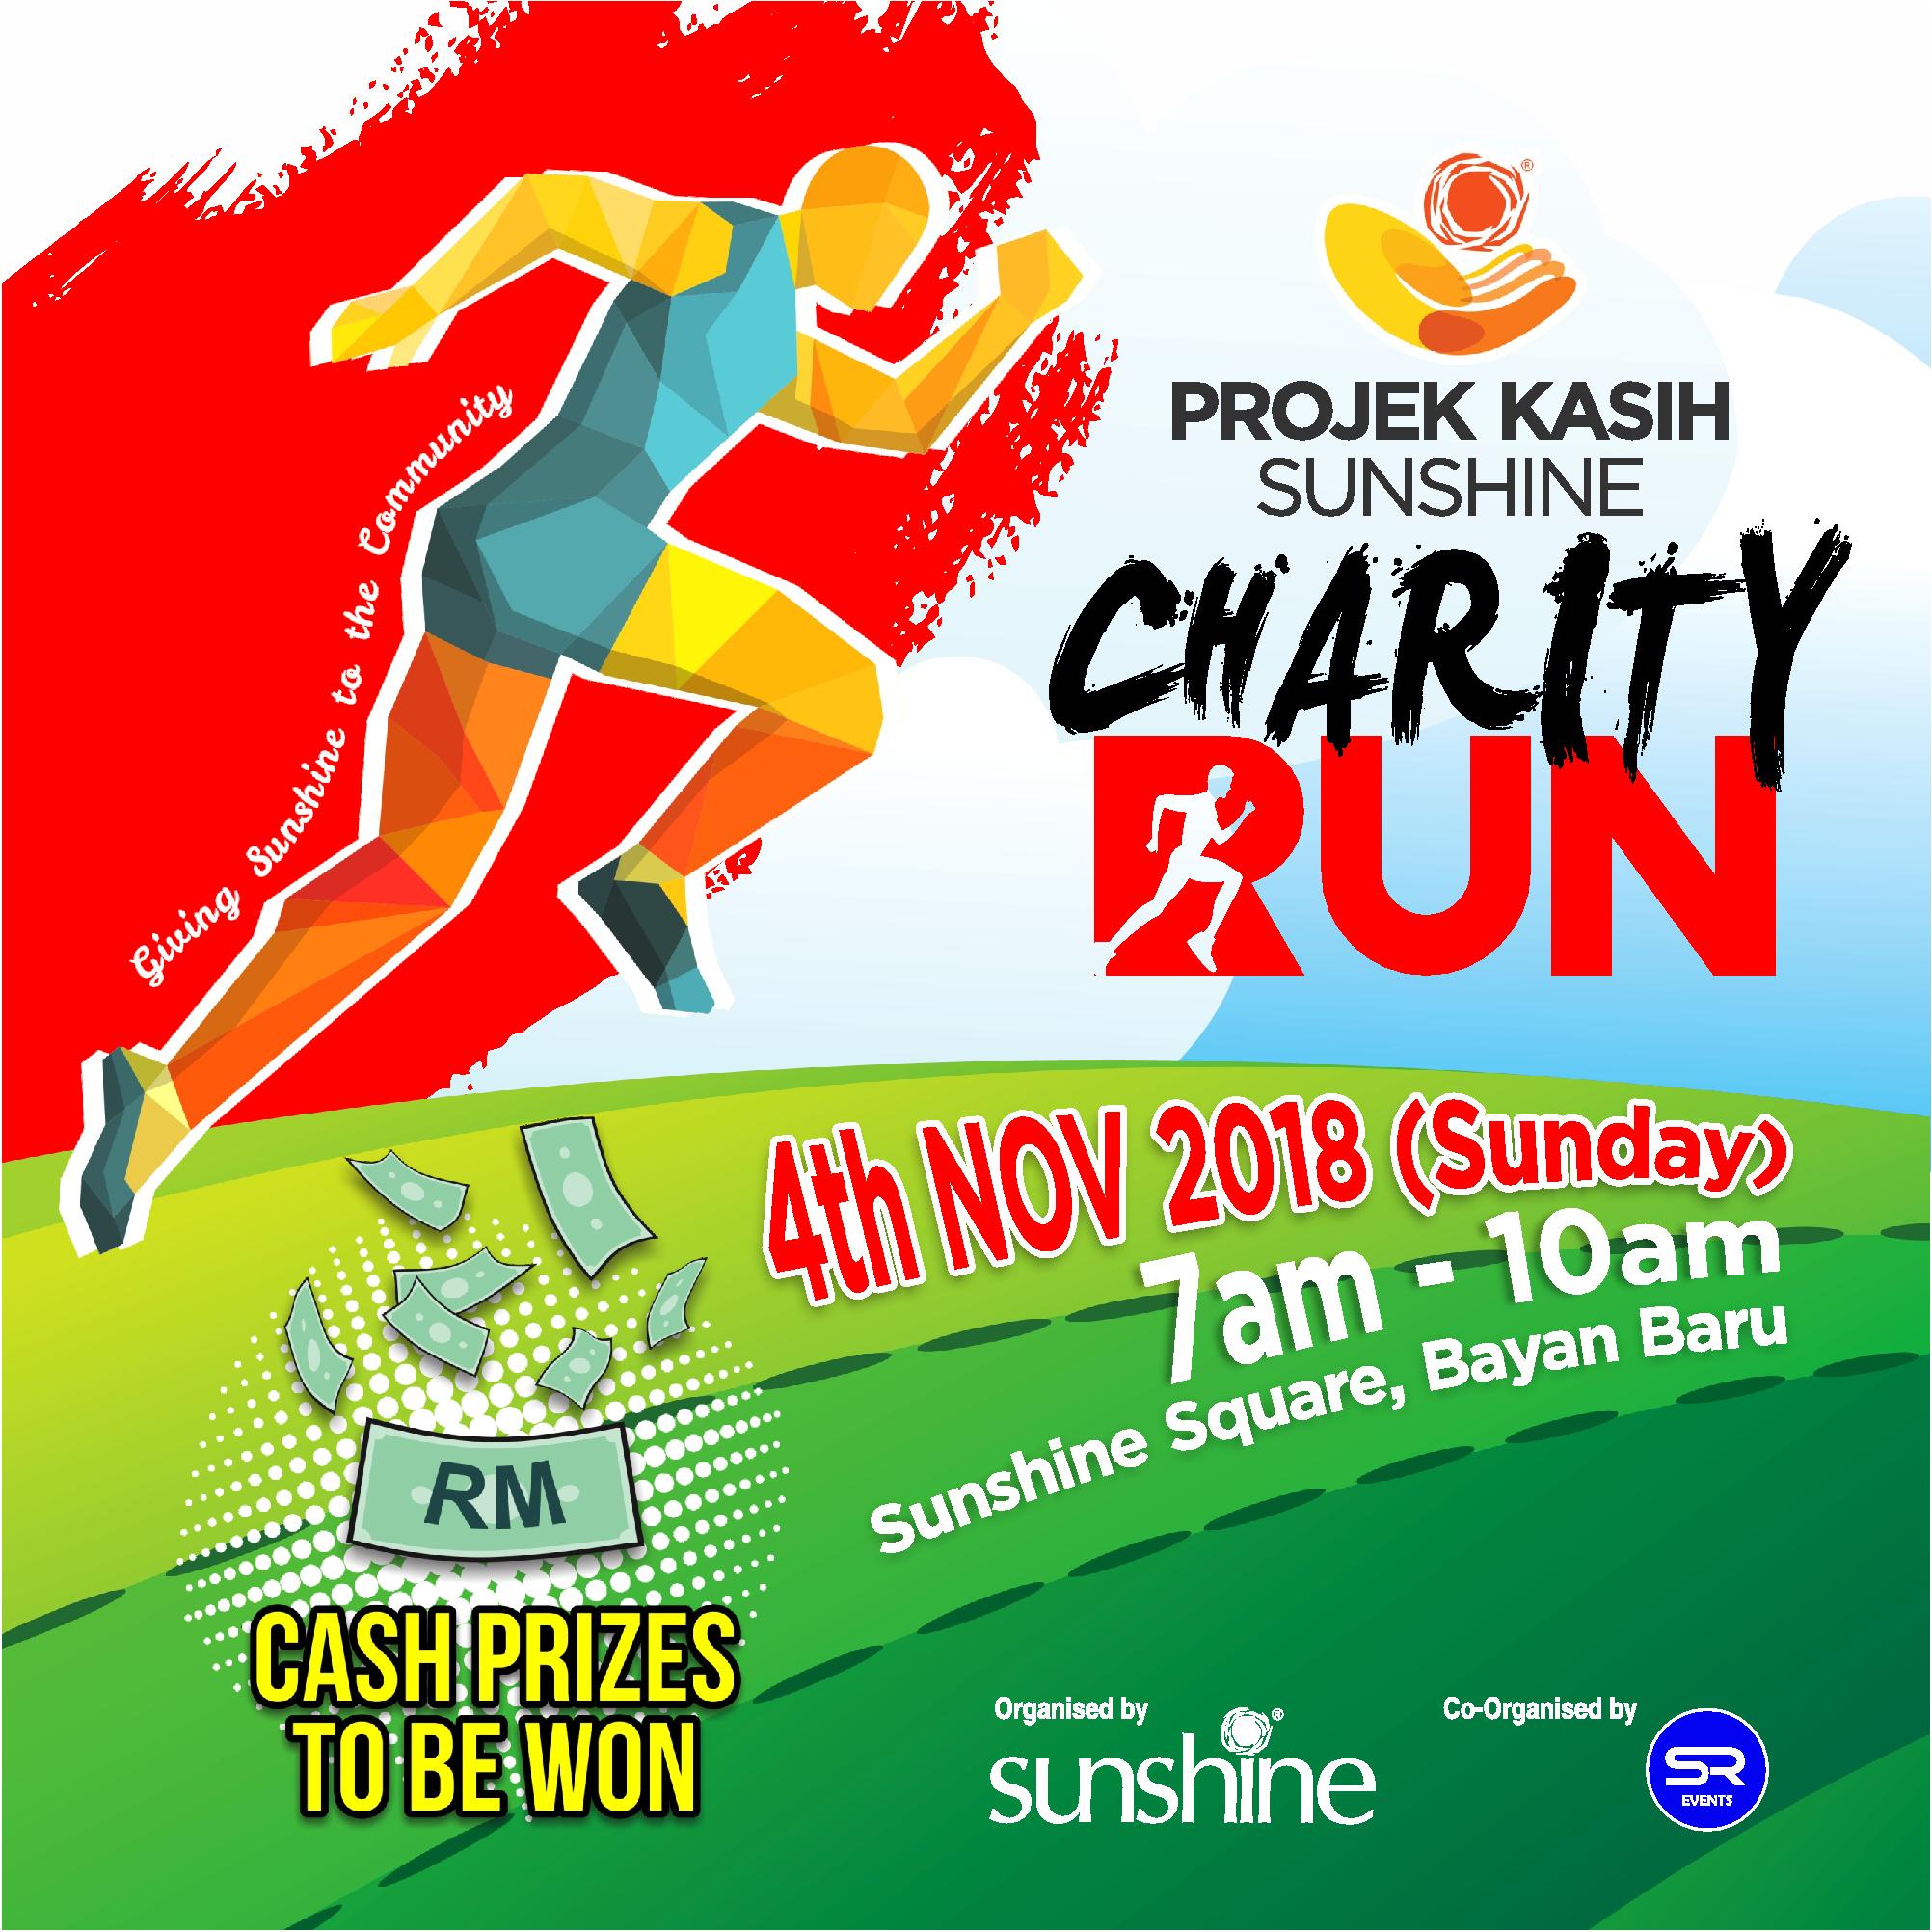 Giving Sunshine to the Community
®
PROJEK KASIH
SUNSHINE
CHARITY
RUN
4th NOV 2018 (Sunday)
7am - 10am
Sunshine Square, Bayan Baru
RM
CASH PRIZES
TO BE WON
Organised by
sunshine®
Co-Organised by
SR
EVENTS